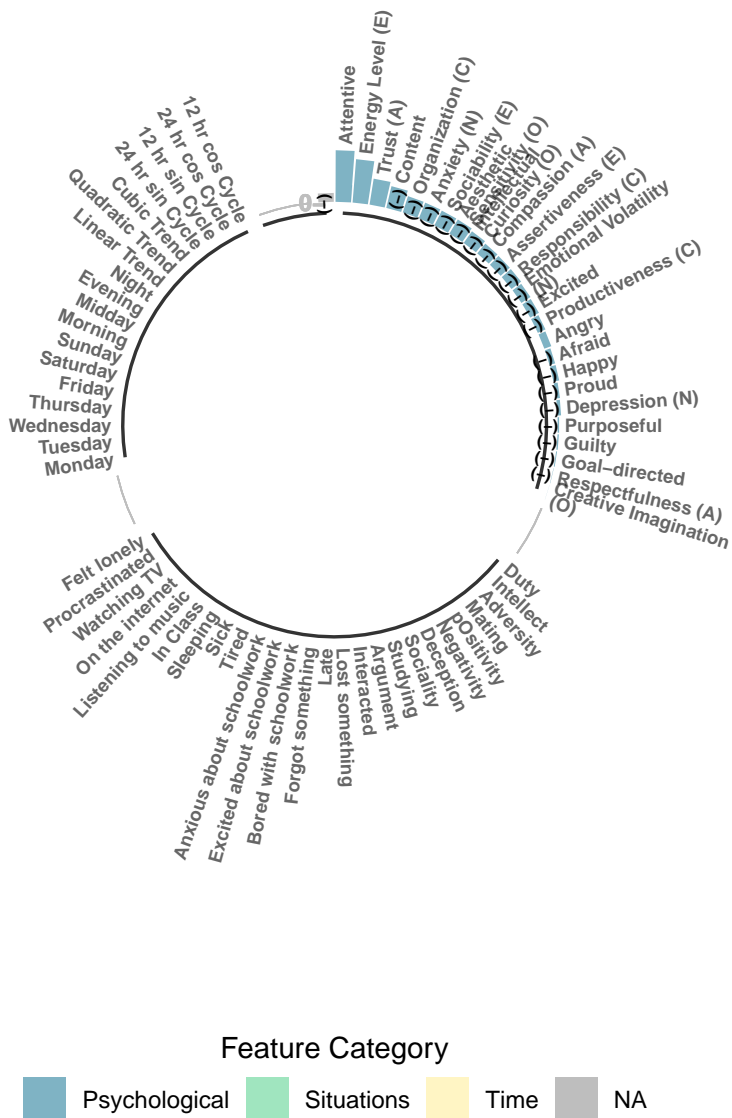 Attentive
Energy Level (E)
Trust (A)
Content
Organization (C)
Anxiety (N)
Sociability (E)
Aesthetic
Sensitivity (O)
Intellectual
Curiosity (O)
Compassion (A)
Assertiveness (E)
Responsibility (C)
Emotional Volatility
(N)
Excited
Productiveness (C)
Angry
Afraid
Happy
Proud
Depression (N)
Purposeful
Guilty
Goal−directed
Respectfulness (A)
Creative Imagination
(O)
Duty
Intellect
Adversity
Mating
pOsitivity
Negativity
Deception
Sociality
Studying
Argument
Interacted
Lost something
Late
Forgot something
Bored with schoolwork
Excited about schoolwork
Anxious about schoolwork
Tired
Sick
Sleeping
In Class
Listening to music
On the internet
Watching TV
Procrastinated
Felt lonely
Monday
Tuesday
Wednesday
Thursday
Friday
Saturday
Sunday
Morning
Midday
Evening
Night
Linear Trend
Quadratic Trend
Cubic Trend
24 hr sin Cycle
12 hr sin Cycle
24 hr cos Cycle
12 hr cos Cycle
Feature Category
Psychological
Situations
Time
NA